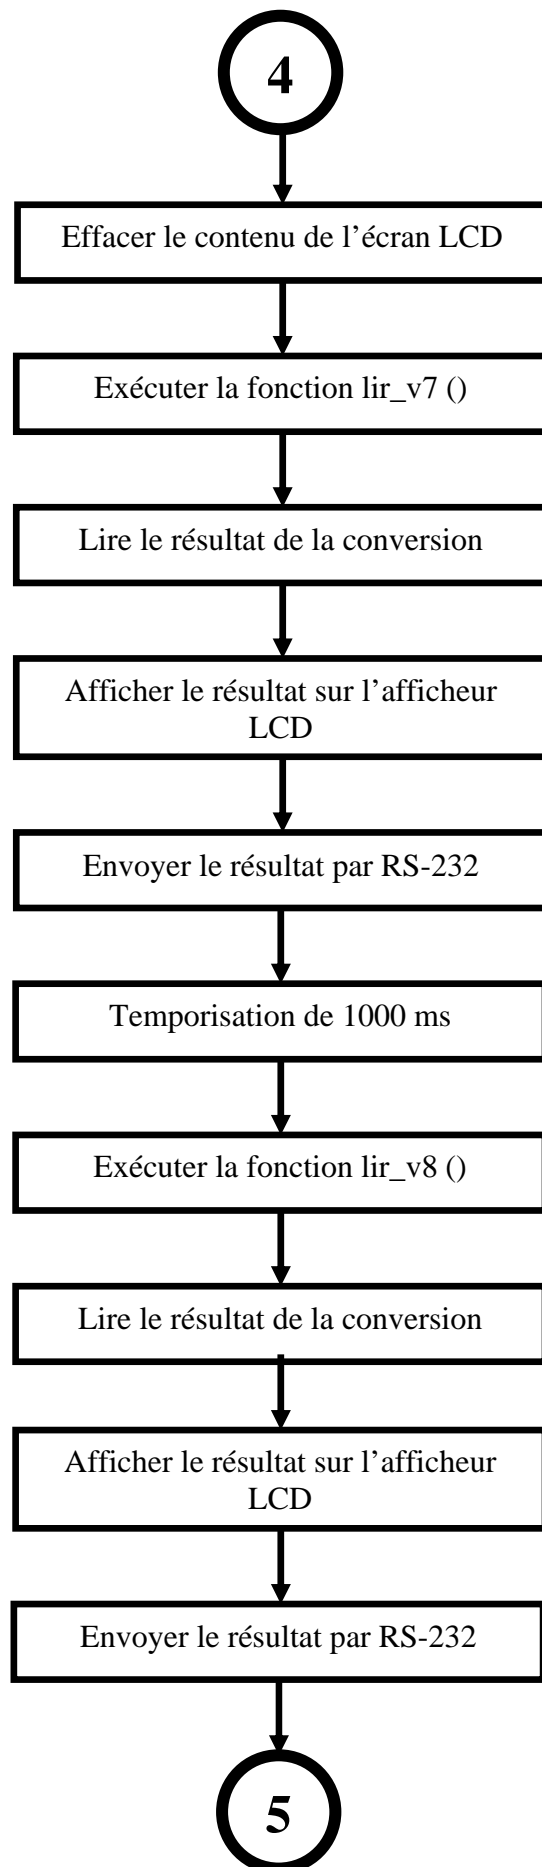 4
Effacer le contenu de l’écran LCD
Exécuter la fonction lir_v7 ()
Lire le résultat de la conversion
Afficher le résultat sur l’afficheur
LCD
Envoyer le résultat par RS-232
Temporisation de 1000 ms
Exécuter la fonction lir_v8 ()
Lire le résultat de la conversion
Afficher le résultat sur l’afficheur
LCD
Envoyer le résultat par RS-232
5